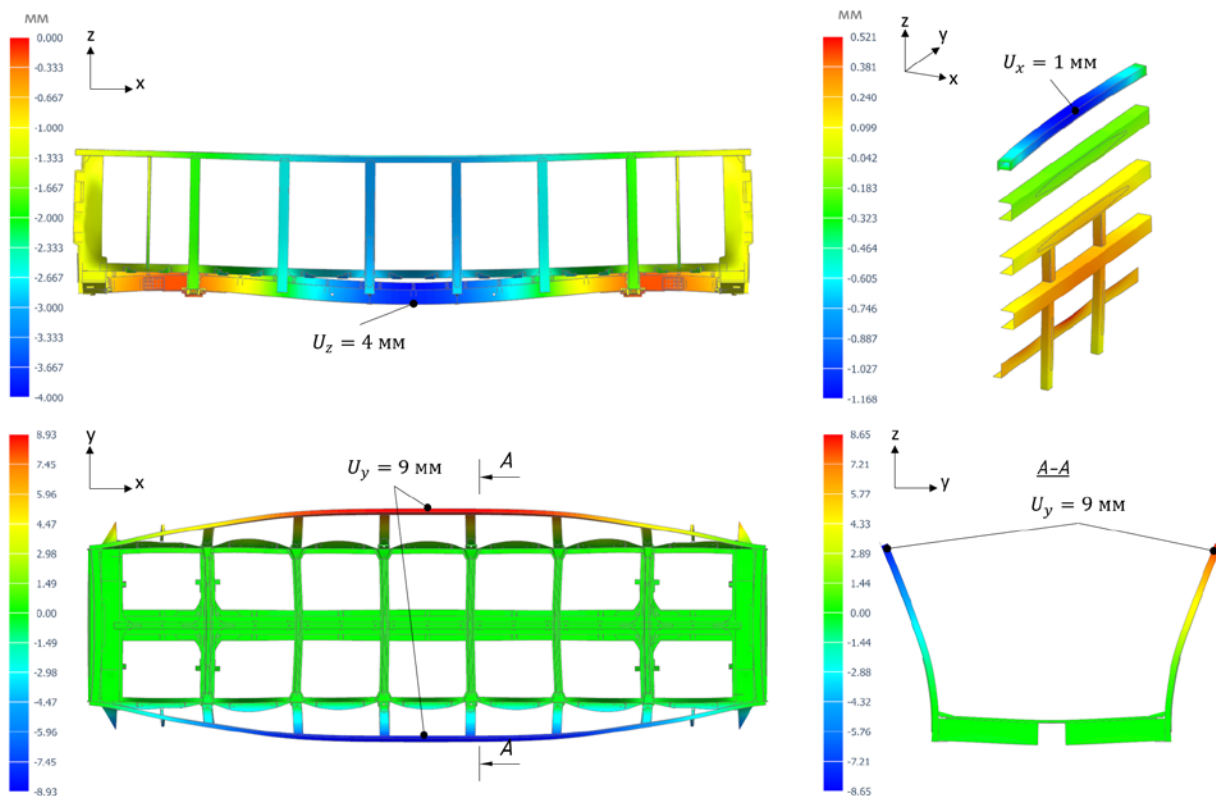 мм
0.000
-0.333
-0.667
-1.000
-1.333
-1.667
-2.000
-2.333
-2.667
-3.000
-3.333
-3.667
-4.000
z
x
U_z = 4 мм
мм
0.521
0.381
0.240
0.099
-0.042
-0.183
-0.323
-0.464
-0.605
-0.746
-0.887
-1.027
-1.168
z
y
x
U_x = 1 мм
8.93
7.45
5.96
4.47
2.98
1.49
0.00
-1.49
-2.98
-4.47
-5.96
-7.45
-8.93
y
x
U_y = 9 мм
A
A
8.65
7.21
5.77
4.33
2.89
1.44
0.00
-1.44
-2.88
-4.32
-5.77
-7.21
-8.65
z
y
A-A
U_y = 9 мм